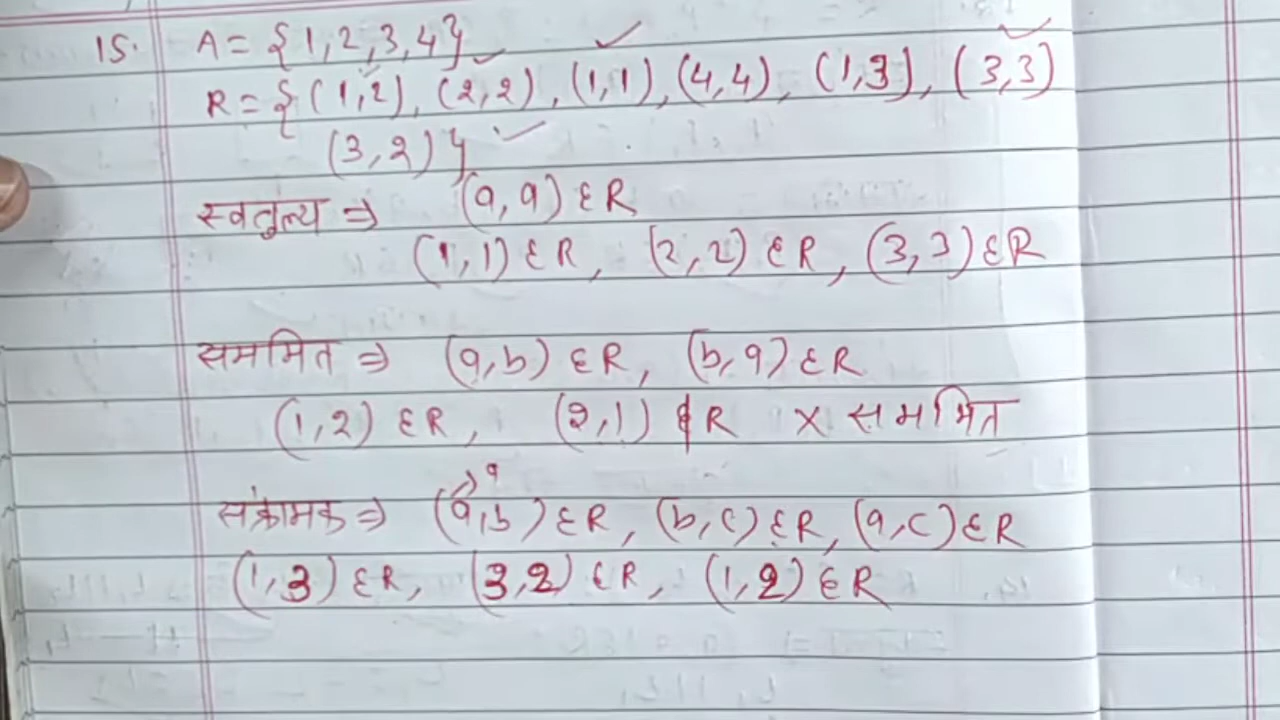 15. A = {1,2,3,4}
R = {(1,2), (2,2), (1,1), (4,4), (1,3), (3,3)
(3,2)}
स्वतुल्य ⇒ (a,a) ∈ R
(1,1) ∈ R, (2,2) ∈ R, (3,3) ∈ R
सममित ⇒ (a,b) ∈ R, (b,a) ∈ R
(1,2) ∈ R, (2,1) ∉ R × सममित
संक्रामक ⇒ (a,b) ∈ R, (b,c) ∈ R, (a,c) ∈ R
(1,3) ∈ R, (3,2) ∈ R, (1,2) ∈ R